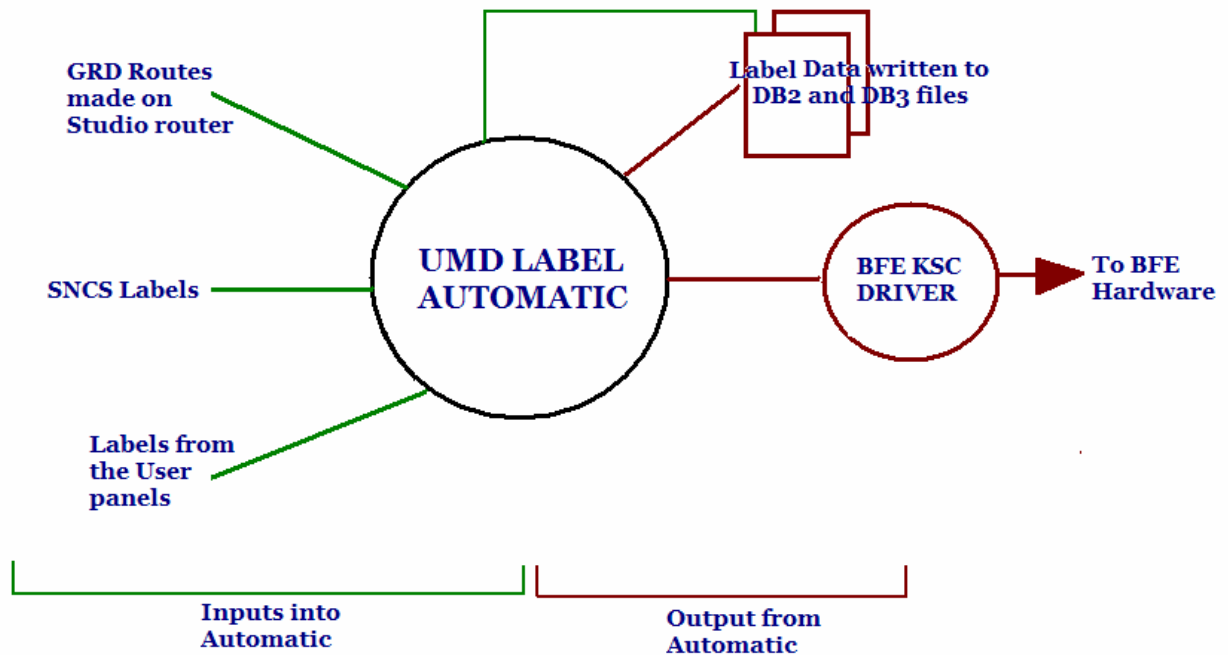 GRD Routes
made on
Studio router
Label Data written to
DB2 and DB3 files
UMD LABEL
AUTOMATIC
SNCS Labels
BFE KSC
DRIVER
To BFE
Hardware
Labels from
the User
panels
Inputs into
Automatic
Output from
Automatic